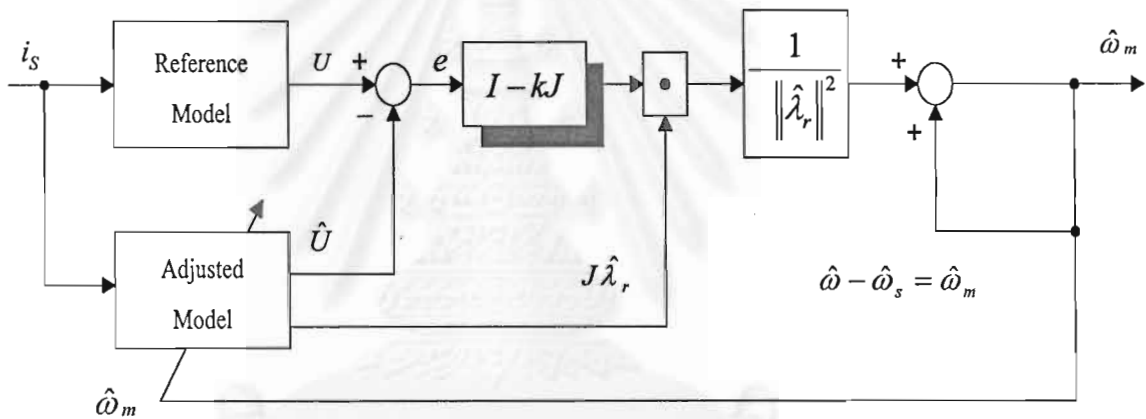 i_S
Reference
Model
U
+
−
e
I − kJ
•
1
‖λ̂_r‖²
+
+
ω̂_m
Adjusted
Model
Û
Jλ̂_r
ω̂ − ω̂_s = ω̂_m
ω̂_m